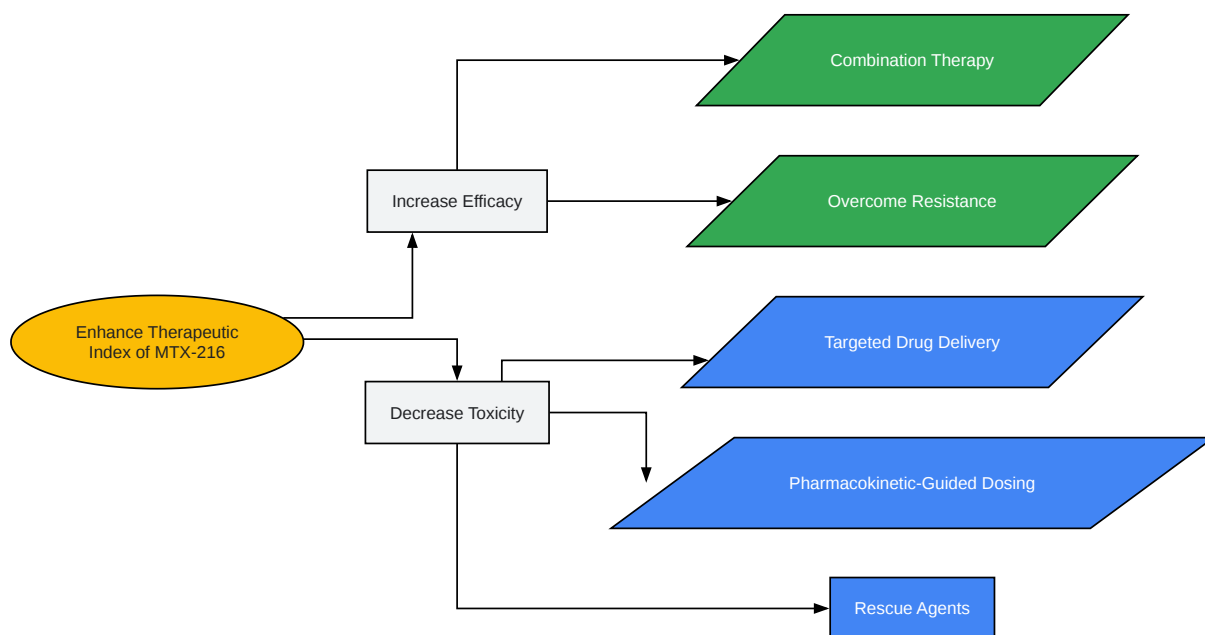 Combination Therapy
Increase Efficacy
Overcome Resistance
Enhance Therapeutic
Index of MTX-216
Targeted Drug Delivery
Decrease Toxicity
Pharmacokinetic-Guided Dosing
Rescue Agents